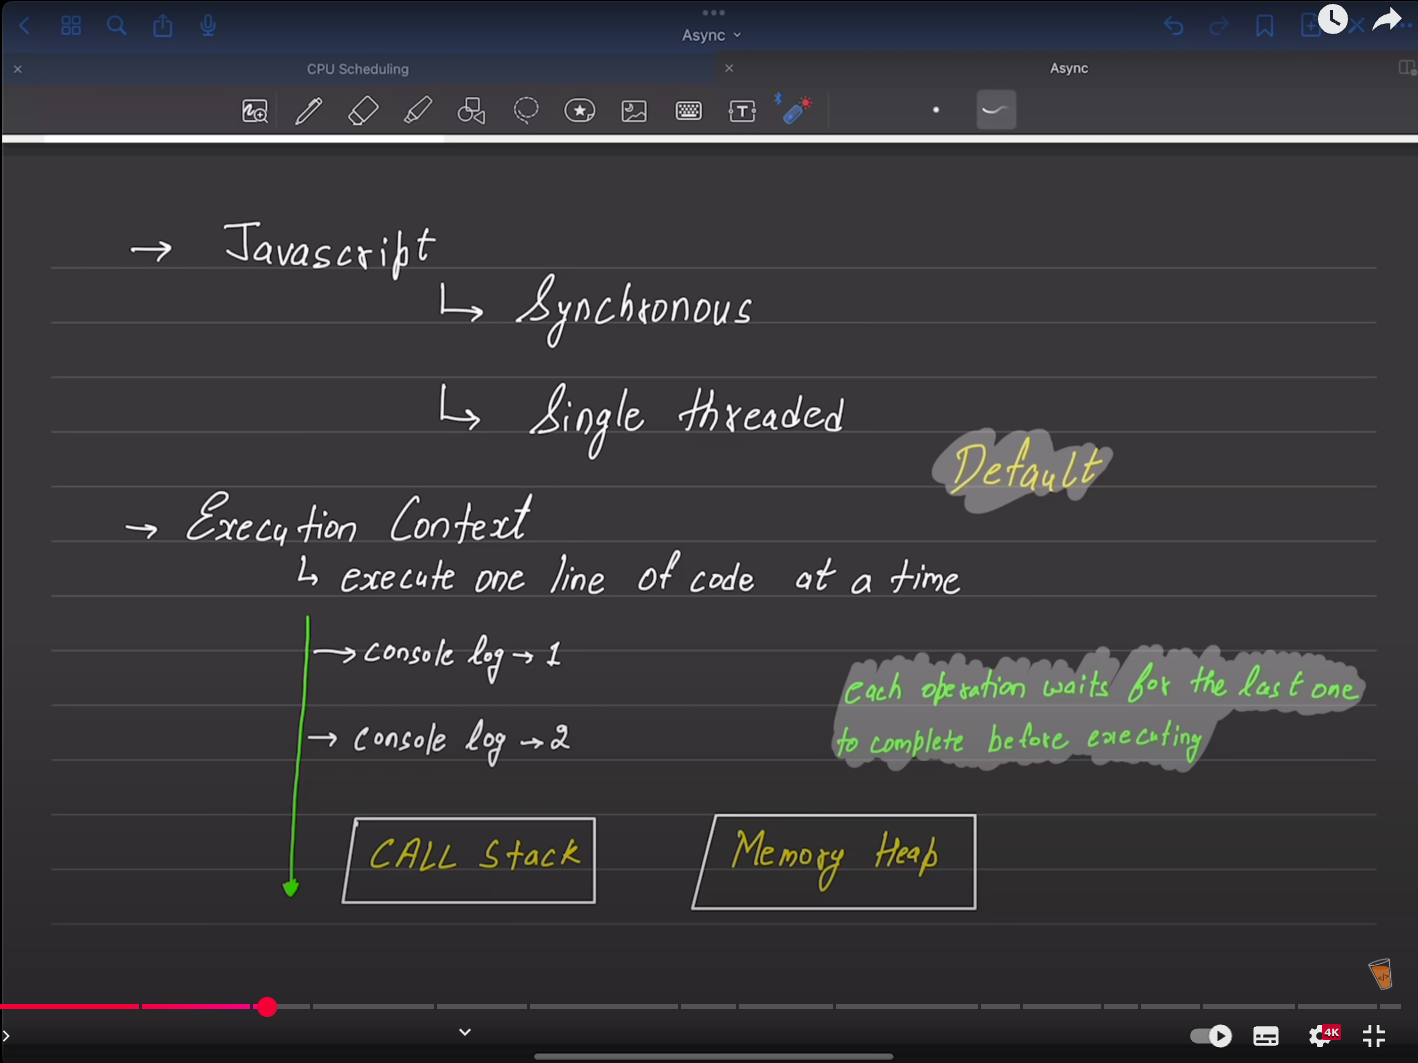 Async
CPU Scheduling
Async
→ Javascript
↳ Synchronous
↳ Single threaded
Default
→ Execution Context
↳ execute one line of code at a time
→ console log → 1
each operation waits for the last one
to complete before executing
→ console log → 2
CALL Stack
Memory Heap
4K